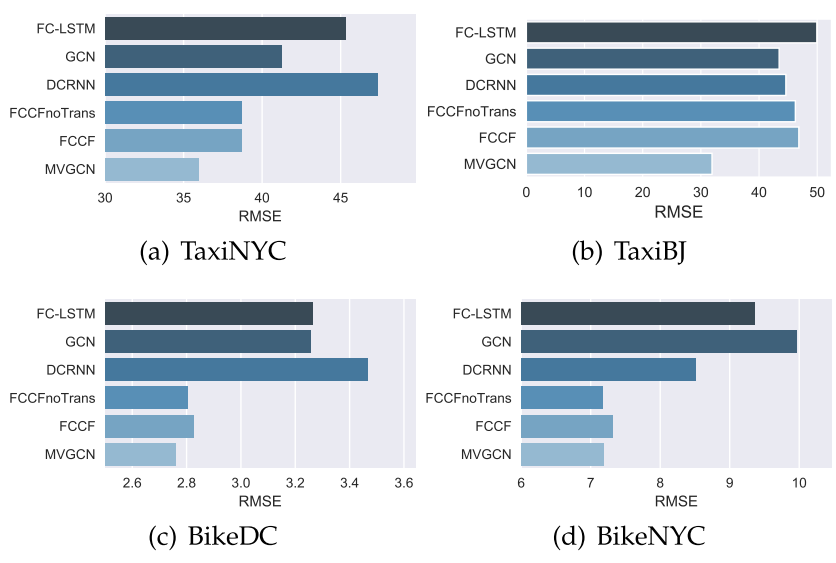 FC-LSTM
GCN
DCRNN
FCCFnoTrans
FCCF
MVGCN
30 35 40 45
RMSE
(a) TaxiNYC
FC-LSTM
GCN
DCRNN
FCCFnoTrans
FCCF
MVGCN
0 10 20 30 40 50
RMSE
(b) TaxiBJ
FC-LSTM
GCN
DCRNN
FCCFnoTrans
FCCF
MVGCN
2.6 2.8 3.0 3.2 3.4 3.6
RMSE
(c) BikeDC
FC-LSTM
GCN
DCRNN
FCCFnoTrans
FCCF
MVGCN
6 7 8 9 10
RMSE
(d) BikeNYC